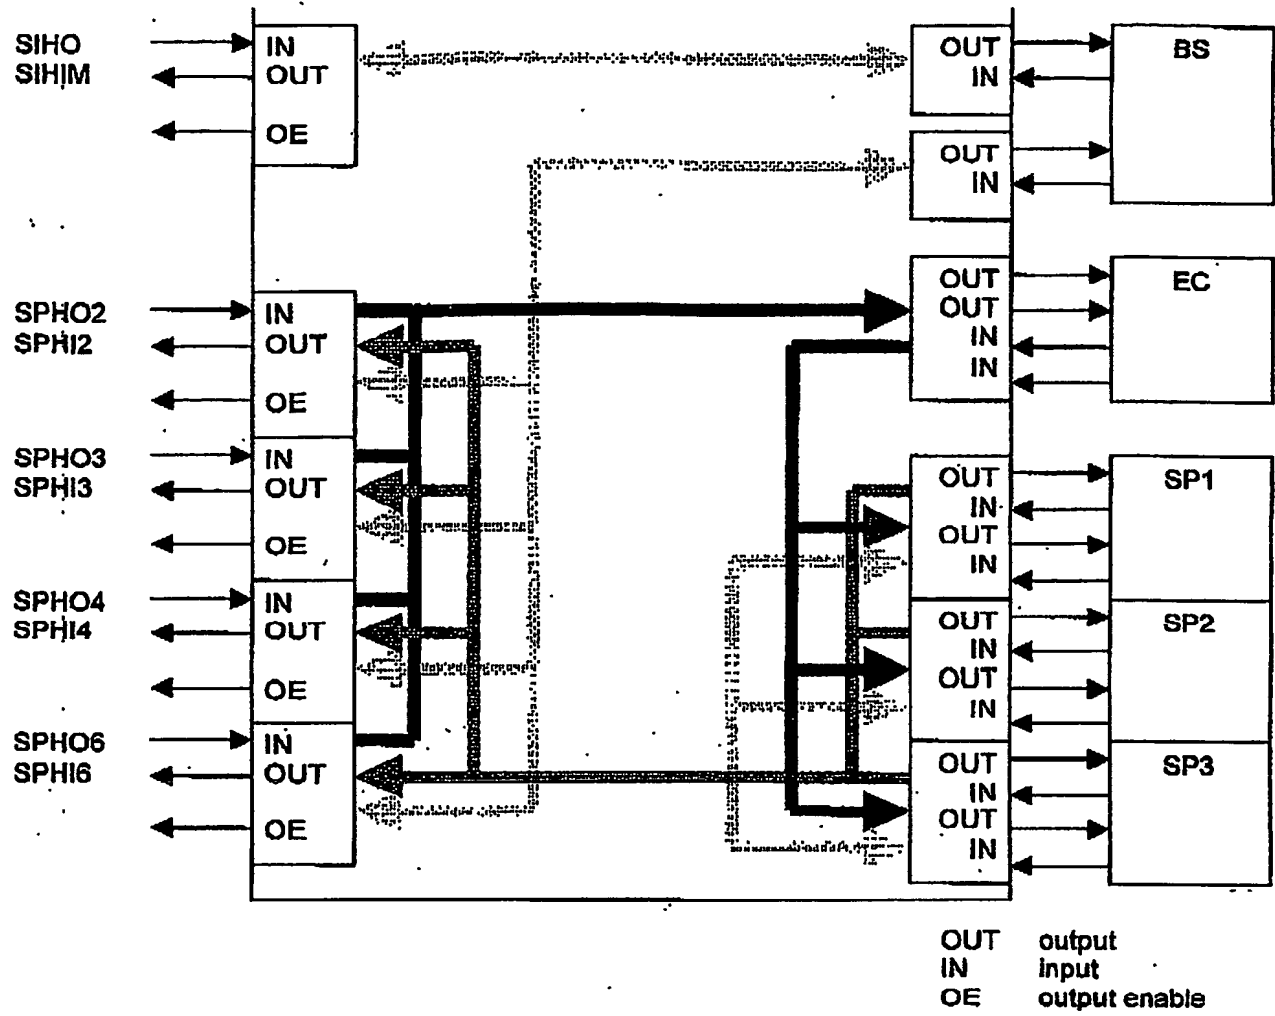 SIHO IN OUT BS
SIHIM OUT IN
OE
OUT
IN
OUT EC
SPHO2 IN OUT
SPHI2 OUT IN
IN
OE
SPHO3 IN OUT SP1
SPHI3 OUT IN
OUT
OE IN
SPHO4 IN OUT SP2
SPHI4 OUT IN
OUT
OE IN
SPHO6 IN OUT SP3
SPHI6 OUT IN
OUT
OE IN
OUT output
IN input
OE output enable